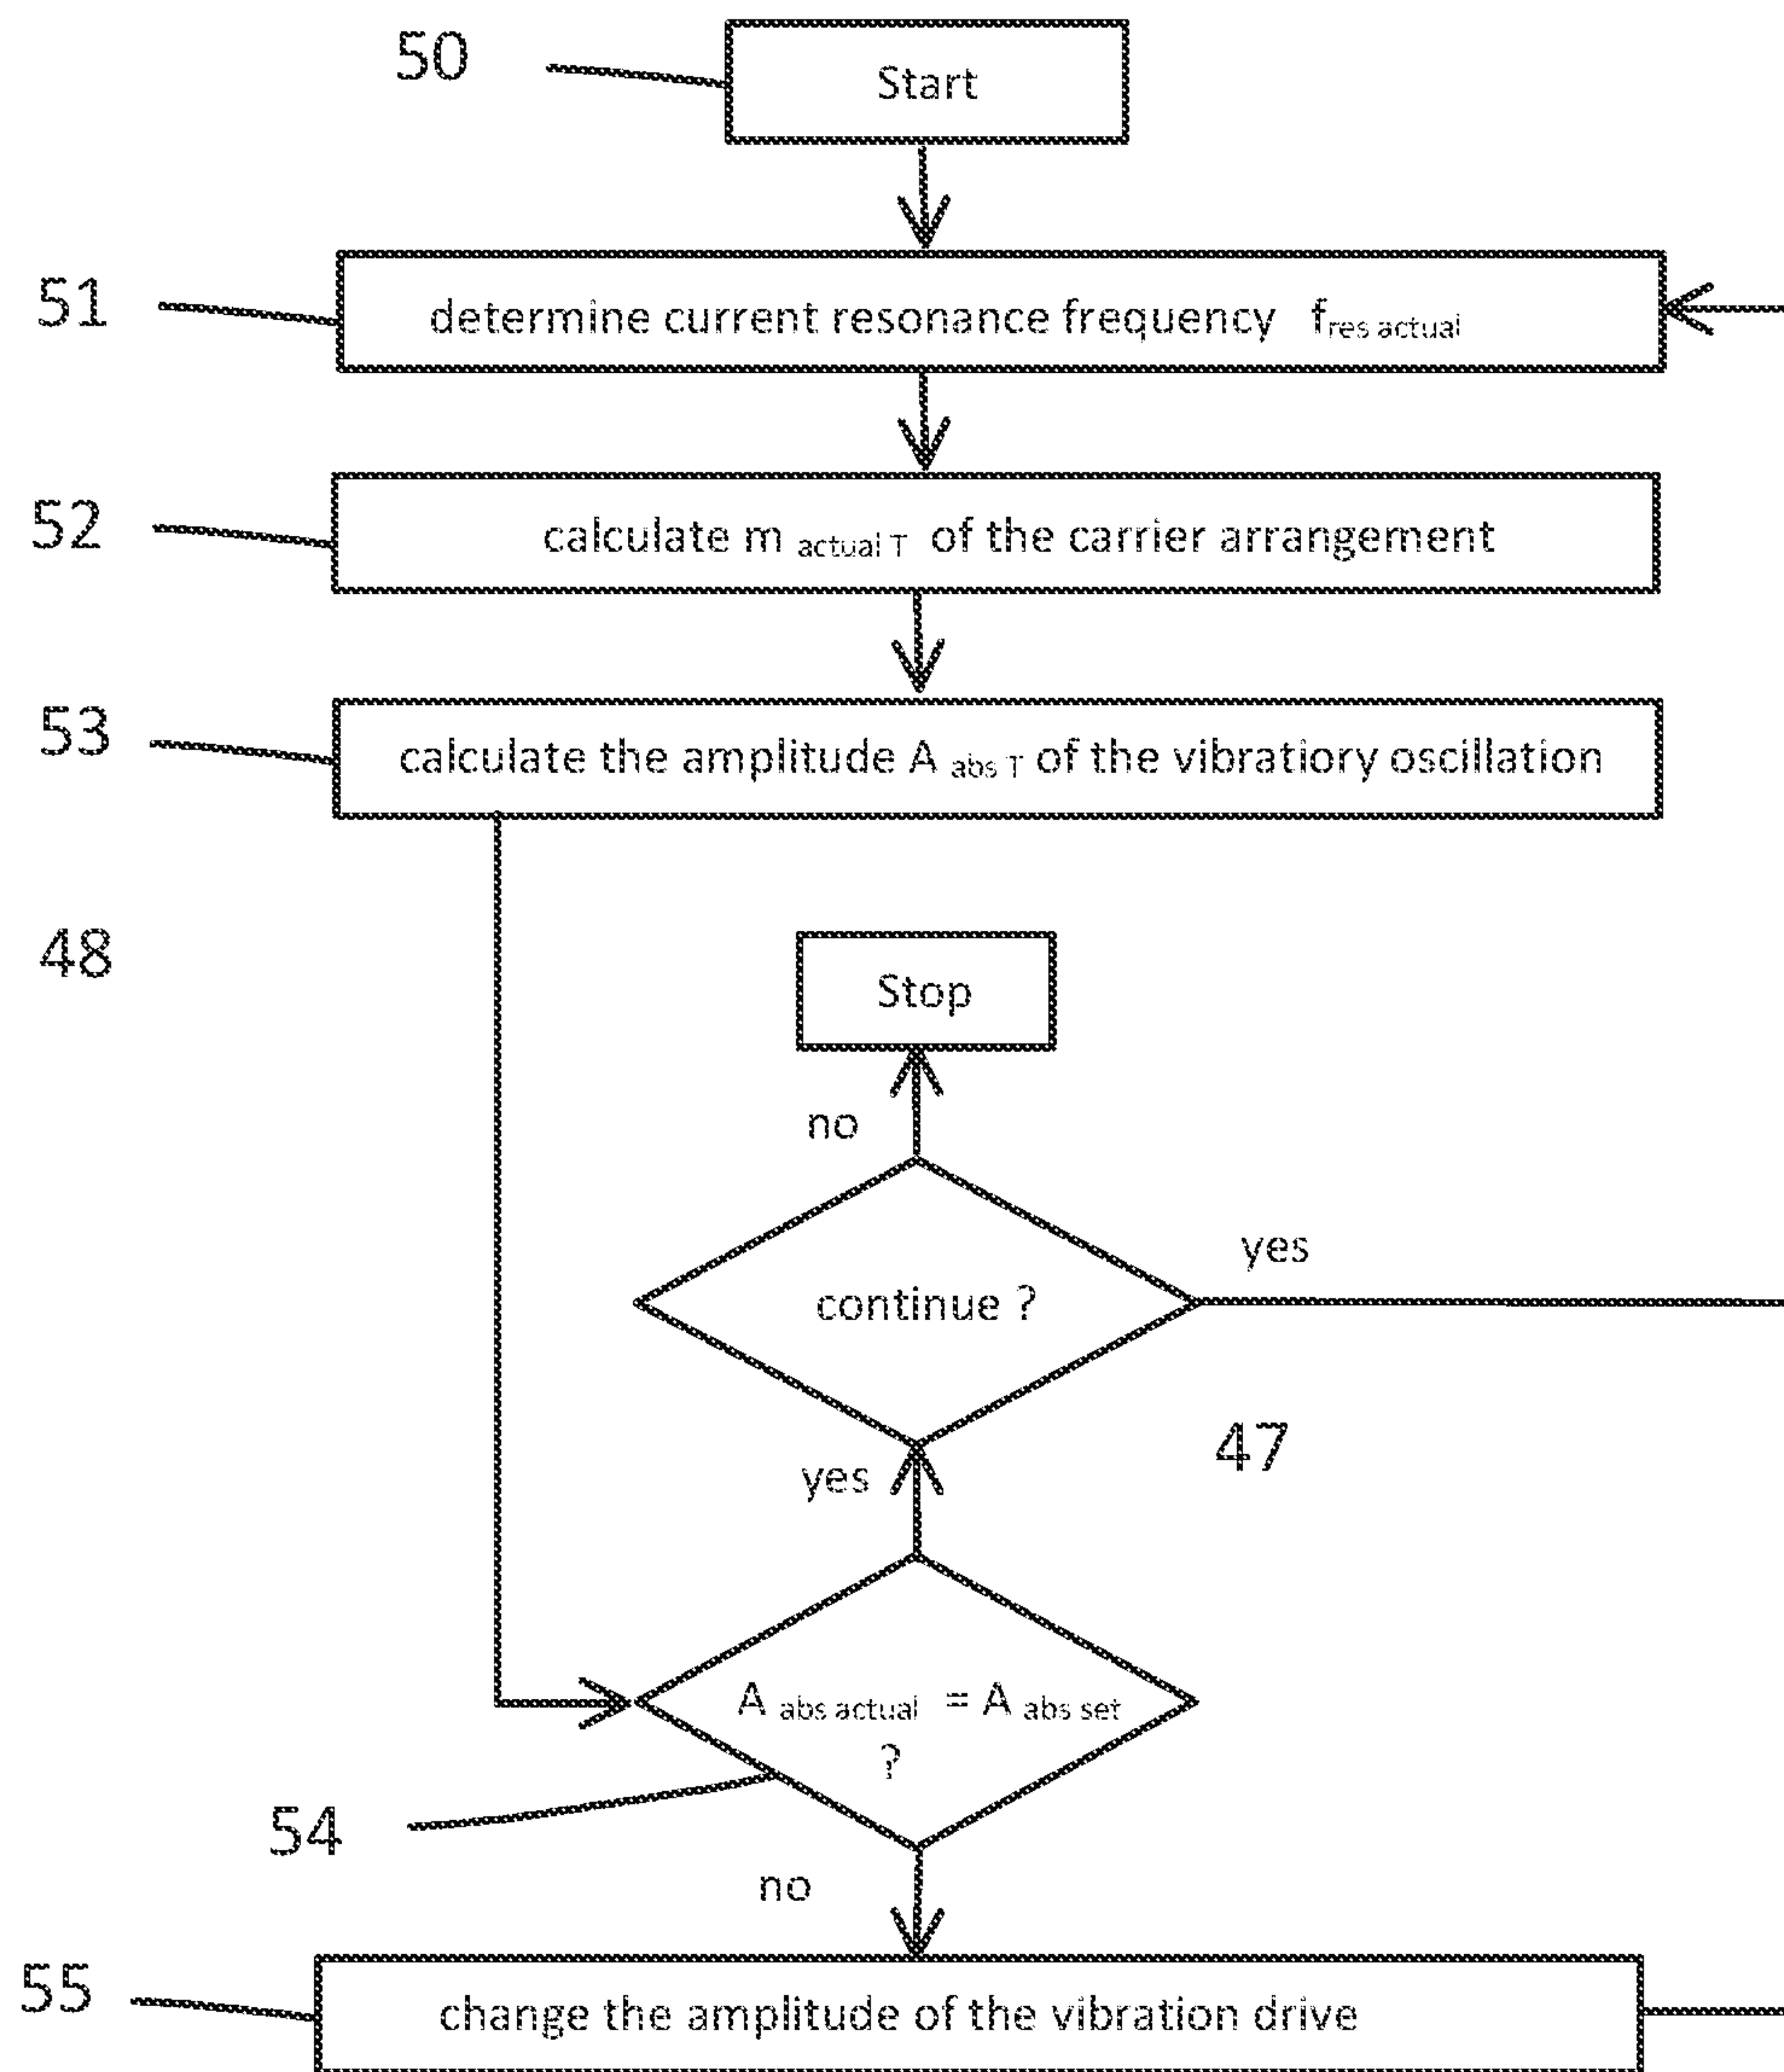 50
Start
51
determine current resonance frequency f res actual
52
calculate m actual T of the carrier arrangement
53
calculate the amplitude A abs T of the vibratiory oscillation
48
Stop
no
yes
continue ?
47
yes
A abs actual = A abs set
?
54
no
55
change the amplitude of the vibration drive